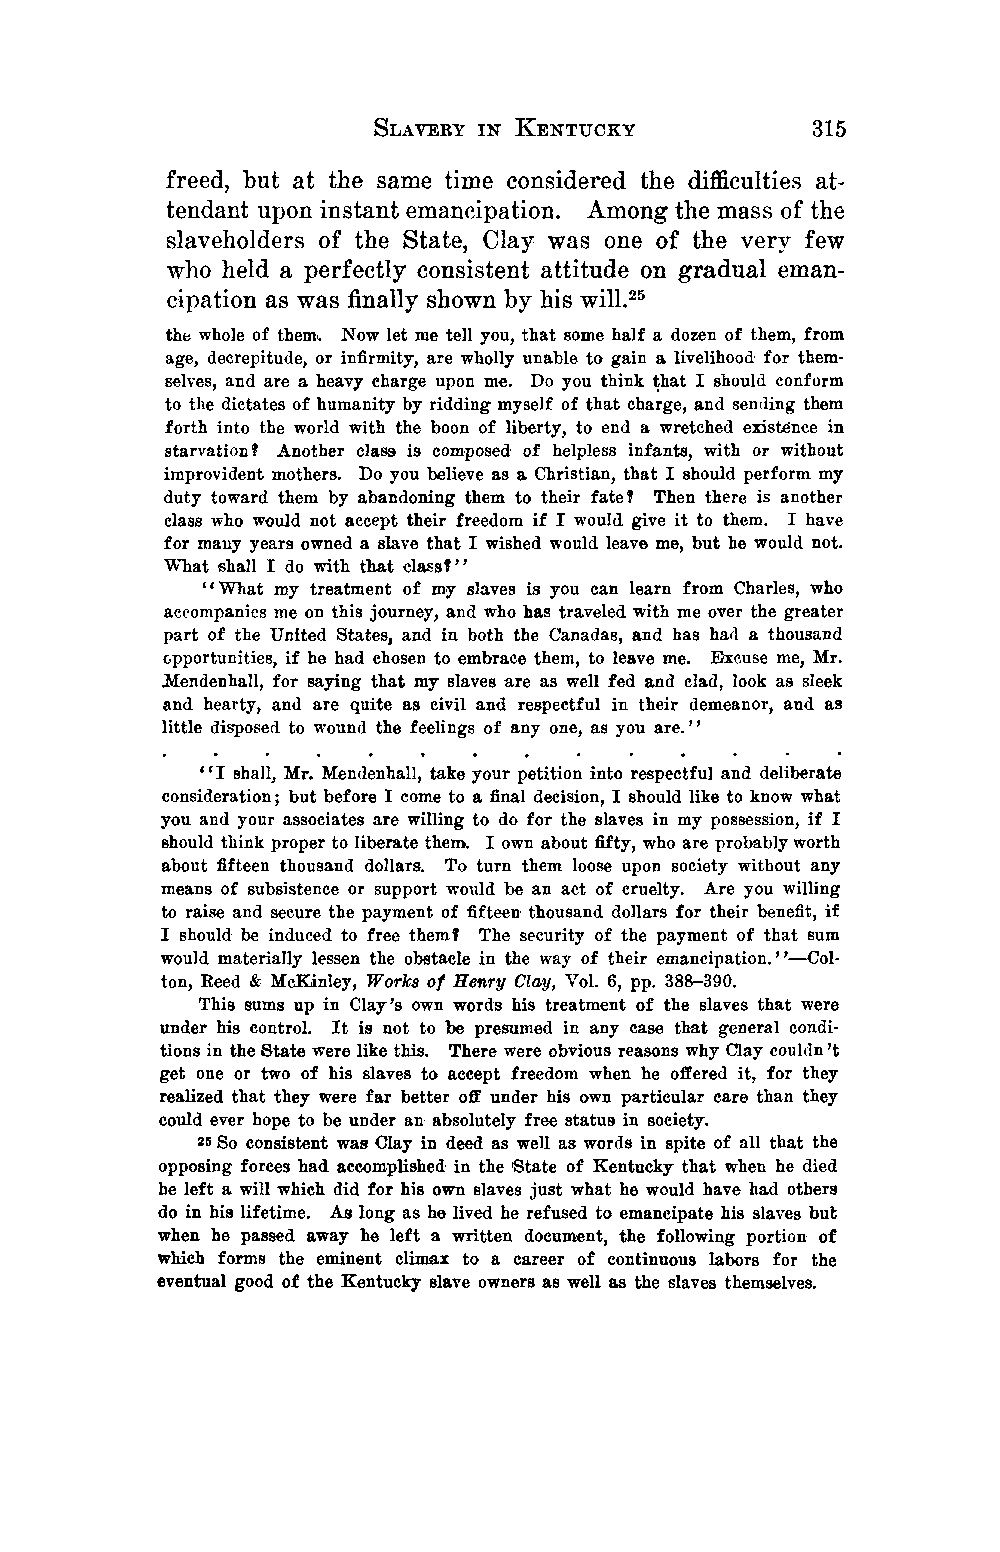 SLAVERY IN KENTUCKY 315
freed, but at the same time considered the difficulties at-
tendant upon instant emancipation. Among the mass of the
slaveholders of the State, Clay was one of the very few
who held a perfectly consistent attitude on gradual eman-
cipation as was finally shown by his will.25
the whole of them. Now let me tell you, that some half a dozen of them, from
age, decrepitude, or infirmity, are wholly unable to gain a livelihood for them-
selves, and are a heavy charge upon me. Do you think that I should conform
to the dictates of humanity by ridding myself of that charge, and sending them
forth into the world with the boon of liberty, to end a wretched existence in
starvation? Another class is composed of helpless infants, with or without
improvident mothers. Do you believe as a Christian, that I should perform my
duty toward them by abandoning them to their fate? Then there is another
class who would not accept their freedom if I would give it to them. I have
for many years owned a slave that I wished would leave me, but he would not.
What shall I do with that class?''
``What my treatment of my slaves is you can learn from Charles, who
accompanies me on this journey, and who has traveled with me over the greater
part of the United States, and in both the Canadas, and has had a thousand
opportunities, if he had chosen to embrace them, to leave me. Excuse me, Mr.
Mendenhall, for saying that my slaves are as well fed and clad, look as sleek
and hearty, and are quite as civil and respectful in their demeanor, and as
little disposed to wound the feelings of any one, as you are.''
. . . . . . . . . . . . . .
``I shall, Mr. Mendenhall, take your petition into respectful and deliberate
consideration; but before I come to a final decision, I should like to know what
you and your associates are willing to do for the slaves in my possession, if I
should think proper to liberate them. I own about fifty, who are probably worth
about fifteen thousand dollars. To turn them loose upon society without any
means of subsistence or support would be an act of cruelty. Are you willing
to raise and secure the payment of fifteen thousand dollars for their benefit, if
I should be induced to free them? The security of the payment of that sum
would materially lessen the obstacle in the way of their emancipation.''—Col-
ton, Reed & McKinley, Works of Henry Clay, Vol. 6, pp. 388–390.
This sums up in Clay's own words his treatment of the slaves that were
under his control. It is not to be presumed in any case that general condi-
tions in the State were like this. There were obvious reasons why Clay couldn't
get one or two of his slaves to accept freedom when he offered it, for they
realized that they were far better off under his own particular care than they
could ever hope to be under an absolutely free status in society.
25 So consistent was Clay in deed as well as words in spite of all that the
opposing forces had accomplished in the State of Kentucky that when he died
he left a will which did for his own slaves just what he would have had others
do in his lifetime. As long as he lived he refused to emancipate his slaves but
when he passed away he left a written document, the following portion of
which forms the eminent climax to a career of continuous labors for the
eventual good of the Kentucky slave owners as well as the slaves themselves.